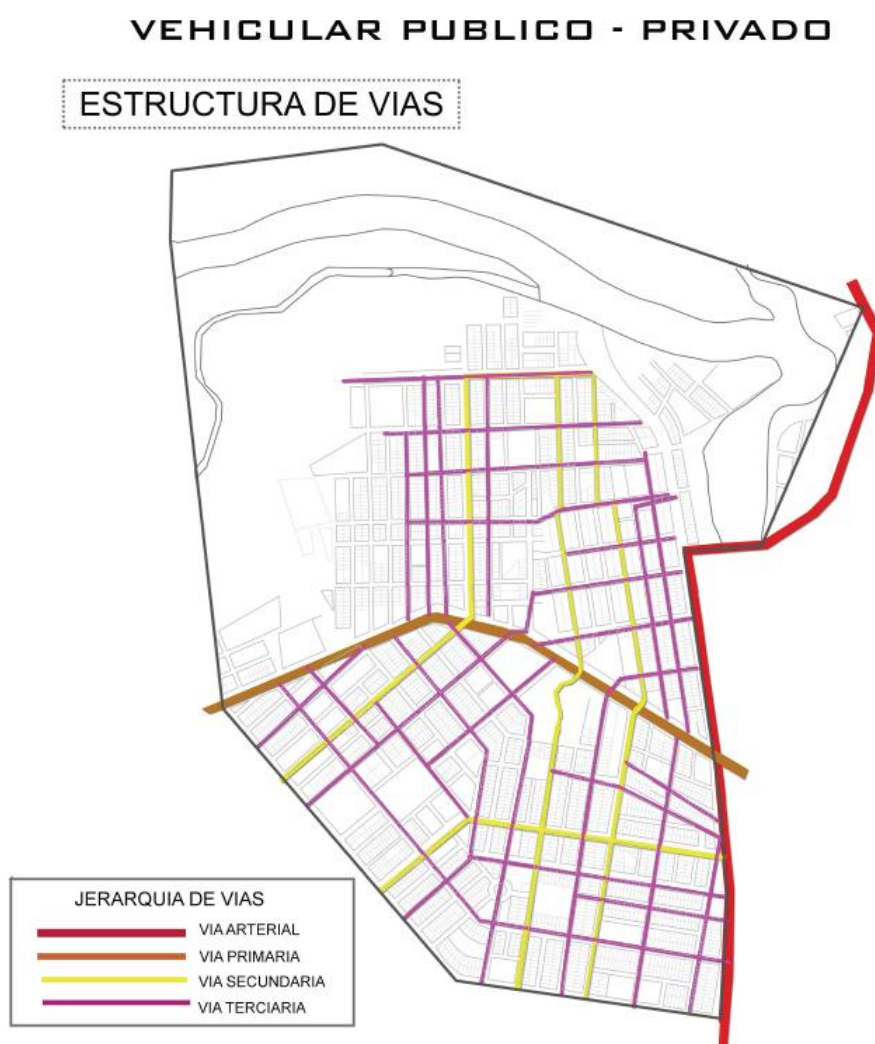 VEHICULAR PUBLICO - PRIVADO
ESTRUCTURA DE VIAS
JERARQUIA DE VIAS
VIA ARTERIAL
VIA PRIMARIA
VIA SECUNDARIA
VIA TERCIARIA